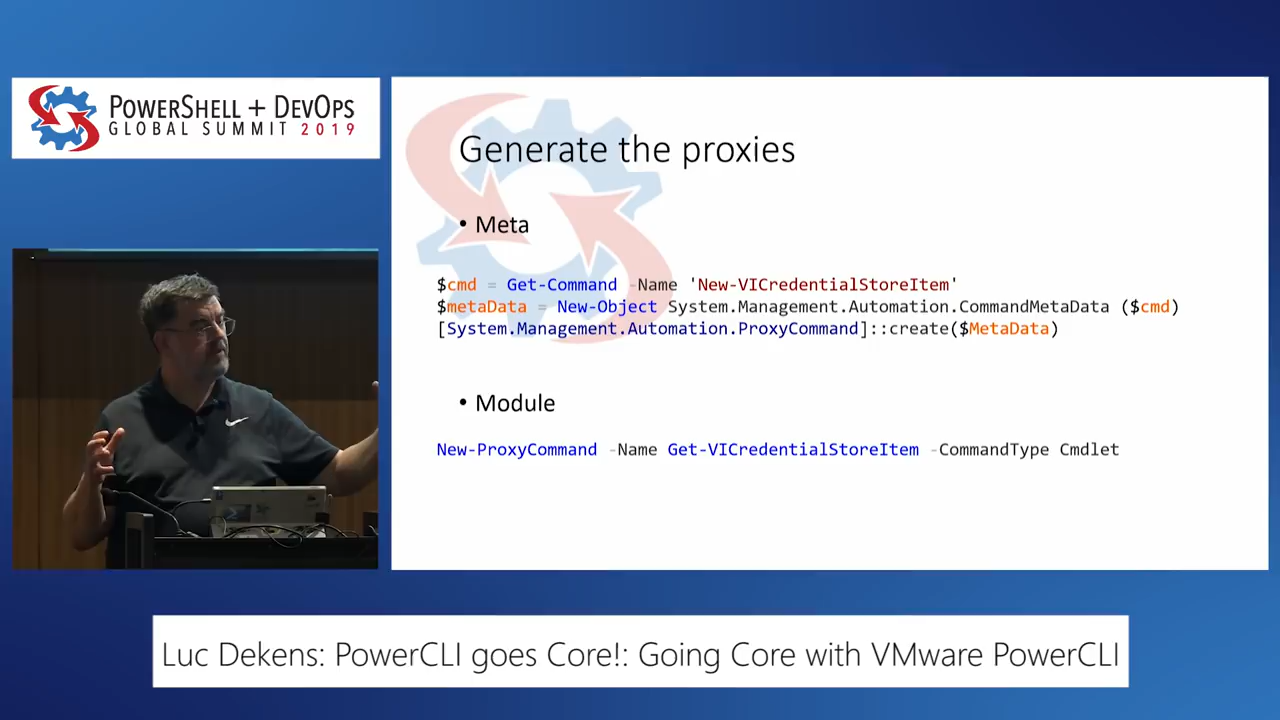 POWERSHELL + DEVOPS
GLOBAL SUMMIT 2019
Generate the proxies
• Meta
$cmd = Get-Command -Name 'New-VICredentialStoreItem'
$metaData = New-Object System.Management.Automation.CommandMetaData ($cmd)
[System.Management.Automation.ProxyCommand]::create($MetaData)
• Module
New-ProxyCommand -Name Get-VICredentialStoreItem -CommandType Cmdlet
Luc Dekens: PowerCLI goes Core!: Going Core with VMware PowerCLI